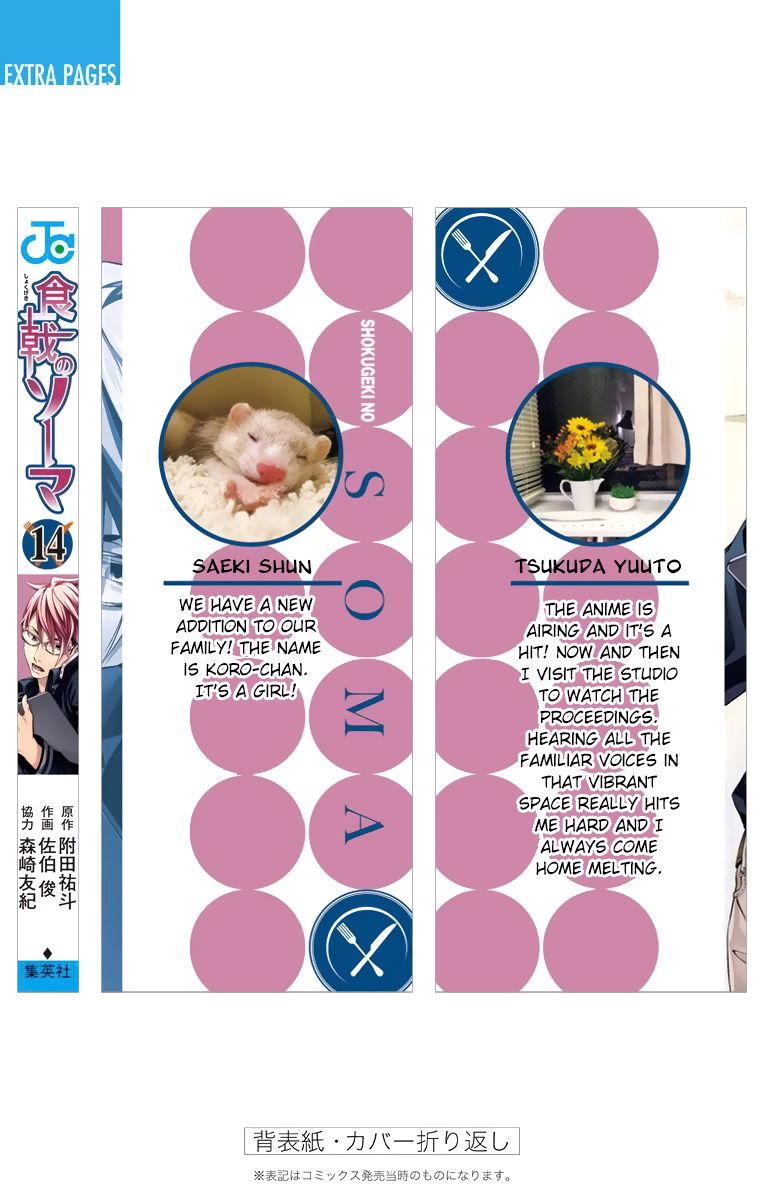 EXTRA PAGES
JC
しょくげき
食戟のソーマ
14
原作 附田祐斗
作画 佐伯 俊
協力 森崎友紀
集英社
SHOKUGEKI NO
SOMA
SAEKI SHUN
WE HAVE A NEW
ADDITION TO OUR
FAMILY! THE NAME
IS KORO-CHAN.
IT'S A GIRL!
TSUKUDA YUUTO
THE ANIME IS
AIRING AND IT'S A
HIT! NOW AND THEN
I VISIT THE STUDIO
TO WATCH THE
PROCEEDINGS.
HEARING ALL THE
FAMILIAR VOICES IN
THAT VIBRANT
SPACE REALLY HITS
ME HARD AND I
ALWAYS COME
HOME MELTING.
背表紙・カバー折り返し
※表記はコミックス発売当時のものになります。